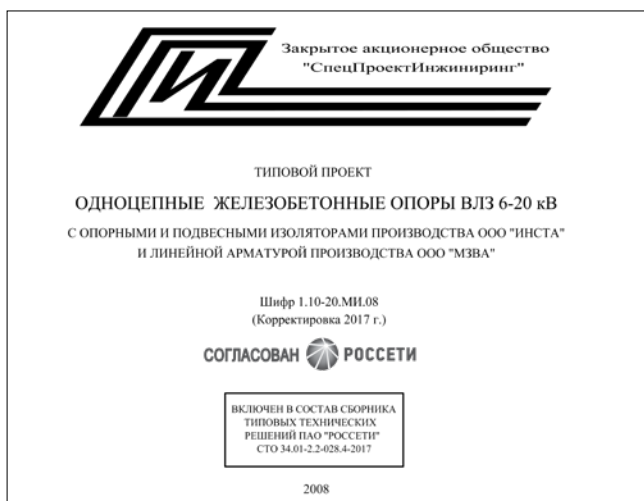 Закрытое акционерное общество
"СпецПроектИнжиниринг"
ТИПОВОЙ ПРОЕКТ
ОДНОЦЕПНЫЕ ЖЕЛЕЗОБЕТОННЫЕ ОПОРЫ ВЛЗ 6-20 кВ
С ОПОРНЫМИ И ПОДВЕСНЫМИ ИЗОЛЯТОРАМИ ПРОИЗВОДСТВА ООО "ИНСТА"
И ЛИНЕЙНОЙ АРМАТУРОЙ ПРОИЗВОДСТВА ООО "МЗВА"
Шифр 1.10-20.МИ.08
(Корректировка 2017 г.)
СОГЛАСОВАН РОССЕТИ
ВКЛЮЧЕН В СОСТАВ СБОРНИКА
ТИПОВЫХ ТЕХНИЧЕСКИХ
РЕШЕНИЙ ПАО "РОССЕТИ"
СТО 34.01-2.2-028.4-2017
2008